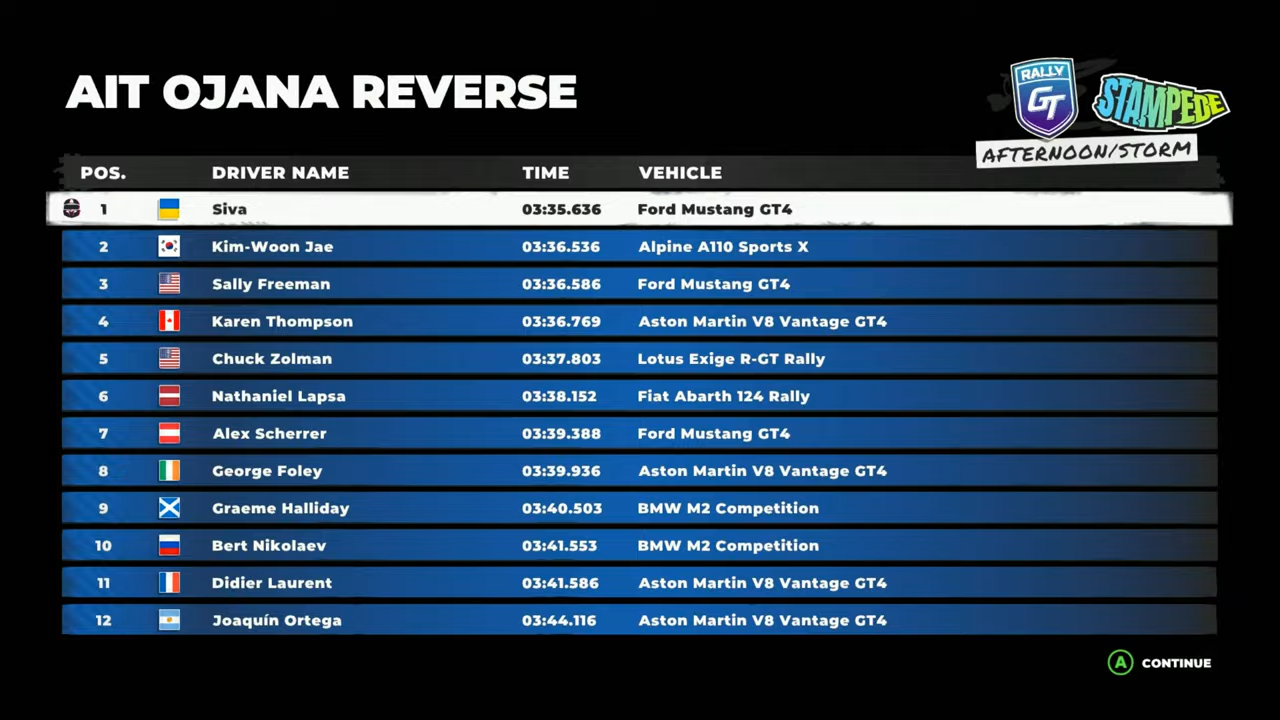 AIT OJANA REVERSE
RALLY
GT
STAMPEDE
AFTERNOON/STORM
POS. DRIVER NAME TIME VEHICLE
1 Siva 03:35.636 Ford Mustang GT4
2 Kim-Woon Jae 03:36.536 Alpine A110 Sports X
3 Sally Freeman 03:36.586 Ford Mustang GT4
4 Karen Thompson 03:36.769 Aston Martin V8 Vantage GT4
5 Chuck Zolman 03:37.803 Lotus Exige R-GT Rally
6 Nathaniel Lapsa 03:38.152 Fiat Abarth 124 Rally
7 Alex Scherrer 03:39.388 Ford Mustang GT4
8 George Foley 03:39.936 Aston Martin V8 Vantage GT4
9 Graeme Halliday 03:40.503 BMW M2 Competition
10 Bert Nikolaev 03:41.553 BMW M2 Competition
11 Didier Laurent 03:41.586 Aston Martin V8 Vantage GT4
12 Joaquín Ortega 03:44.116 Aston Martin V8 Vantage GT4
A CONTINUE